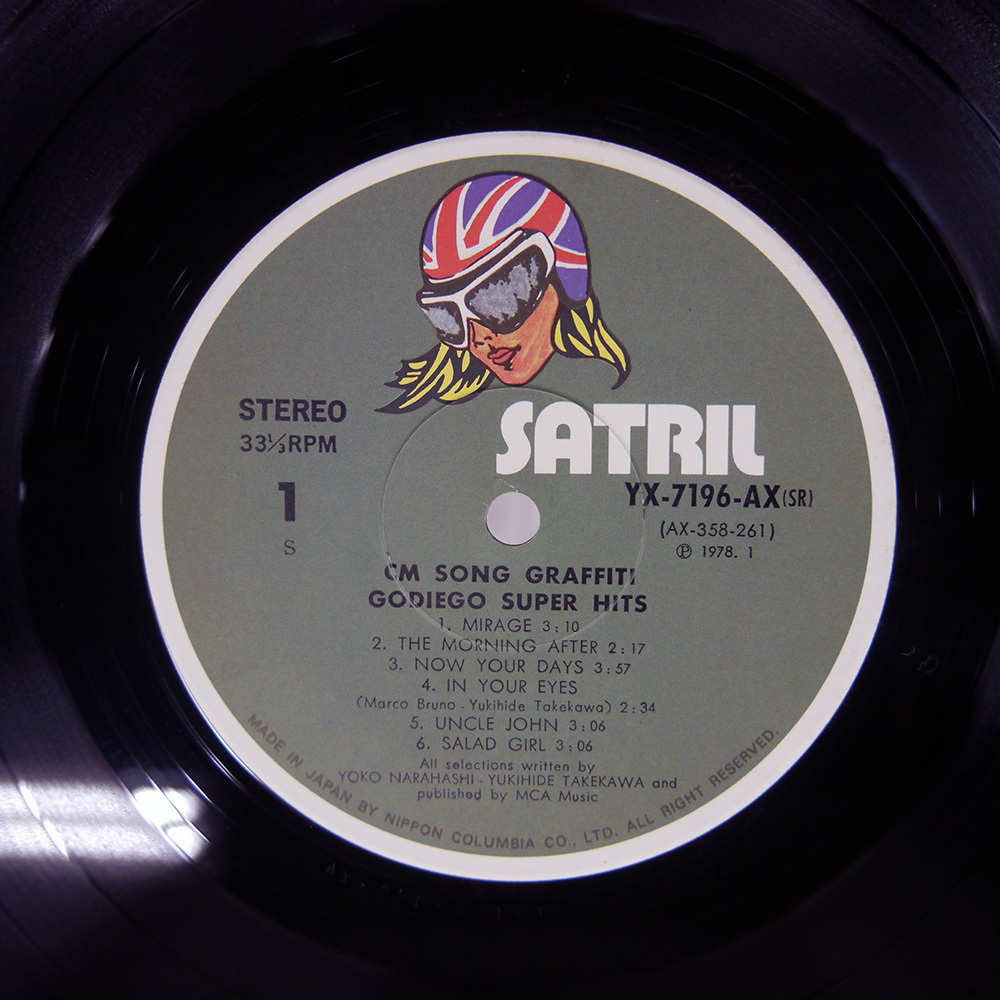 SATRIL
STEREO
33⅓RPM
1
S
YX-7196-AX(SR)
(AX-358-261)
℗ 1978. 1
CM SONG GRAFFITI
GODIEGO SUPER HITS
1. MIRAGE 3:10
2. THE MORNING AFTER 2:17
3. NOW YOUR DAYS 3:57
4. IN YOUR EYES
(Marco Bruno - Yukihide Takekawa) 2:34
5. UNCLE JOHN 3:06
6. SALAD GIRL 3:06
All selections written by
YOKO NARAHASHI - YUKIHIDE TAKEKAWA and
published by MCA Music
MADE IN JAPAN BY NIPPON COLUMBIA CO., LTD. ALL RIGHT RESERVED.